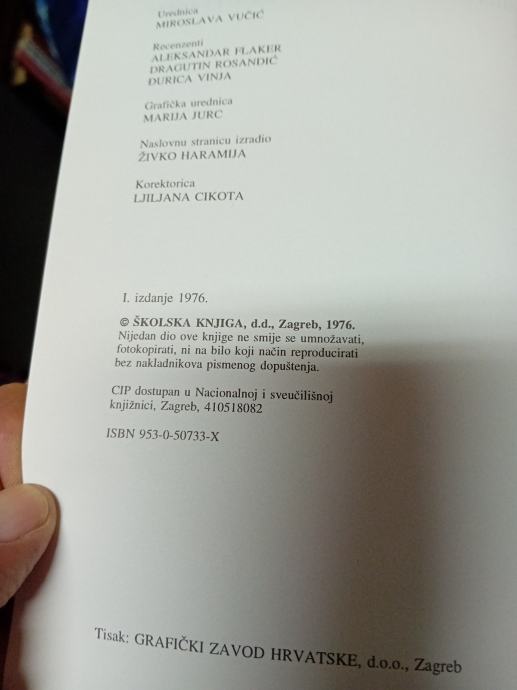 Urednica
MIROSLAVA VUČIĆ
Recenzenti
ALEKSANDAR FLAKER
DRAGUTIN ROSANDIĆ
ĐURICA VINJA
Grafička urednica
MARIJA JURC
Naslovnu stranicu izradio
ŽIVKO HARAMIJA
Korektorica
LJILJANA CIKOTA
I. izdanje 1976.
© ŠKOLSKA KNJIGA, d.d., Zagreb, 1976.
Nijedan dio ove knjige ne smije se umnožavati,
fotokopirati, ni na bilo koji način reproducirati
bez nakladnikova pismenog dopuštenja.
CIP dostupan u Nacionalnoj i sveučilišnoj
knjižnici, Zagreb, 410518082
ISBN 953-0-50733-X
Tisak: GRAFIČKI ZAVOD HRVATSKE, d.o.o., Zagreb